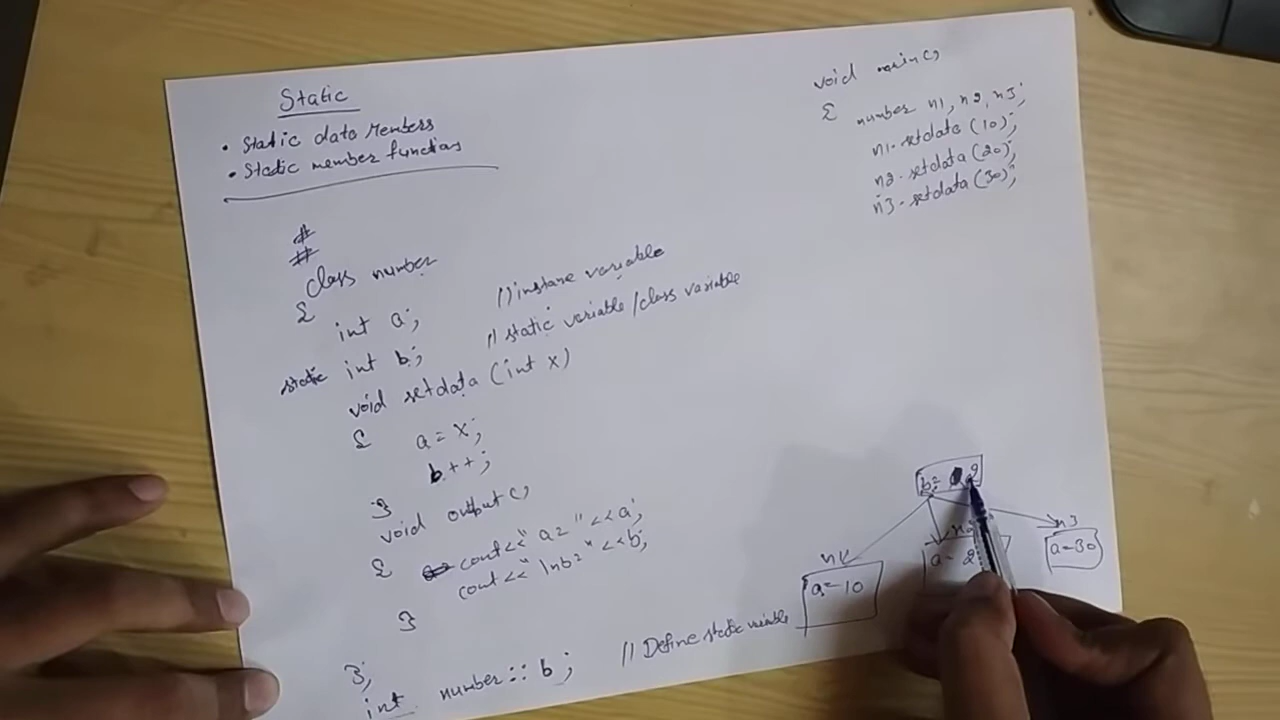 Static
• Static data Members
• Static member functions
#
#
class number
{
int a; // instane variable
static int b; // static variable / class variable
void setdata (int x)
{ a = x;
b++;
}
void output()
{ cout<<"a="<<a;
cout<<"\nb="<<b;
}
};
int number :: b; // Define static variable
void main()
{ number n1, n2, n3;
n1.setdata (10);
n2.setdata (20);
n3.setdata (30);
b=
n3
a=10
a=30